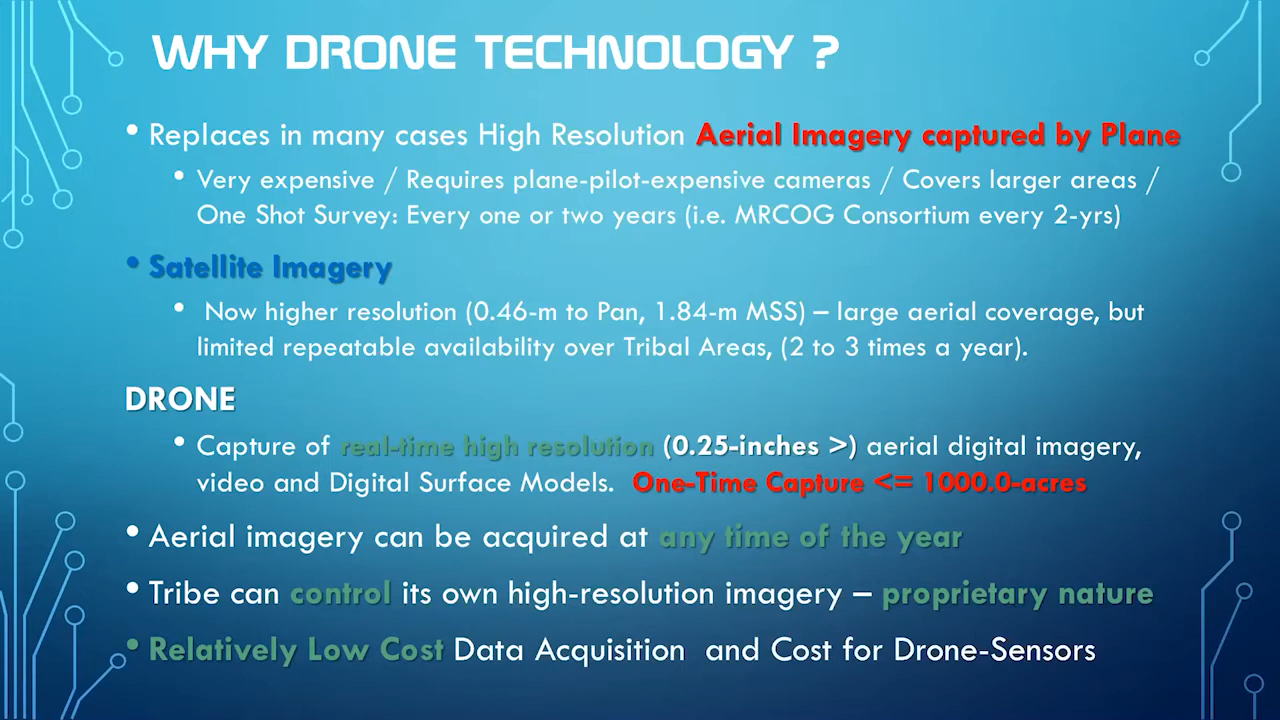 WHY DRONE TECHNOLOGY ?
• Replaces in many cases High Resolution Aerial Imagery captured by Plane
• Very expensive / Requires plane-pilot-expensive cameras / Covers larger areas /
One Shot Survey: Every one or two years (i.e. MRCOG Consortium every 2-yrs)
• Satellite Imagery
• Now higher resolution (0.46-m to Pan, 1.84-m MSS) – large aerial coverage, but
limited repeatable availability over Tribal Areas, (2 to 3 times a year).
DRONE
• Capture of real-time high resolution (0.25-inches >) aerial digital imagery,
video and Digital Surface Models. One-Time Capture <= 1000.0-acres
• Aerial imagery can be acquired at any time of the year
• Tribe can control its own high-resolution imagery – proprietary nature
• Relatively Low Cost Data Acquisition and Cost for Drone-Sensors